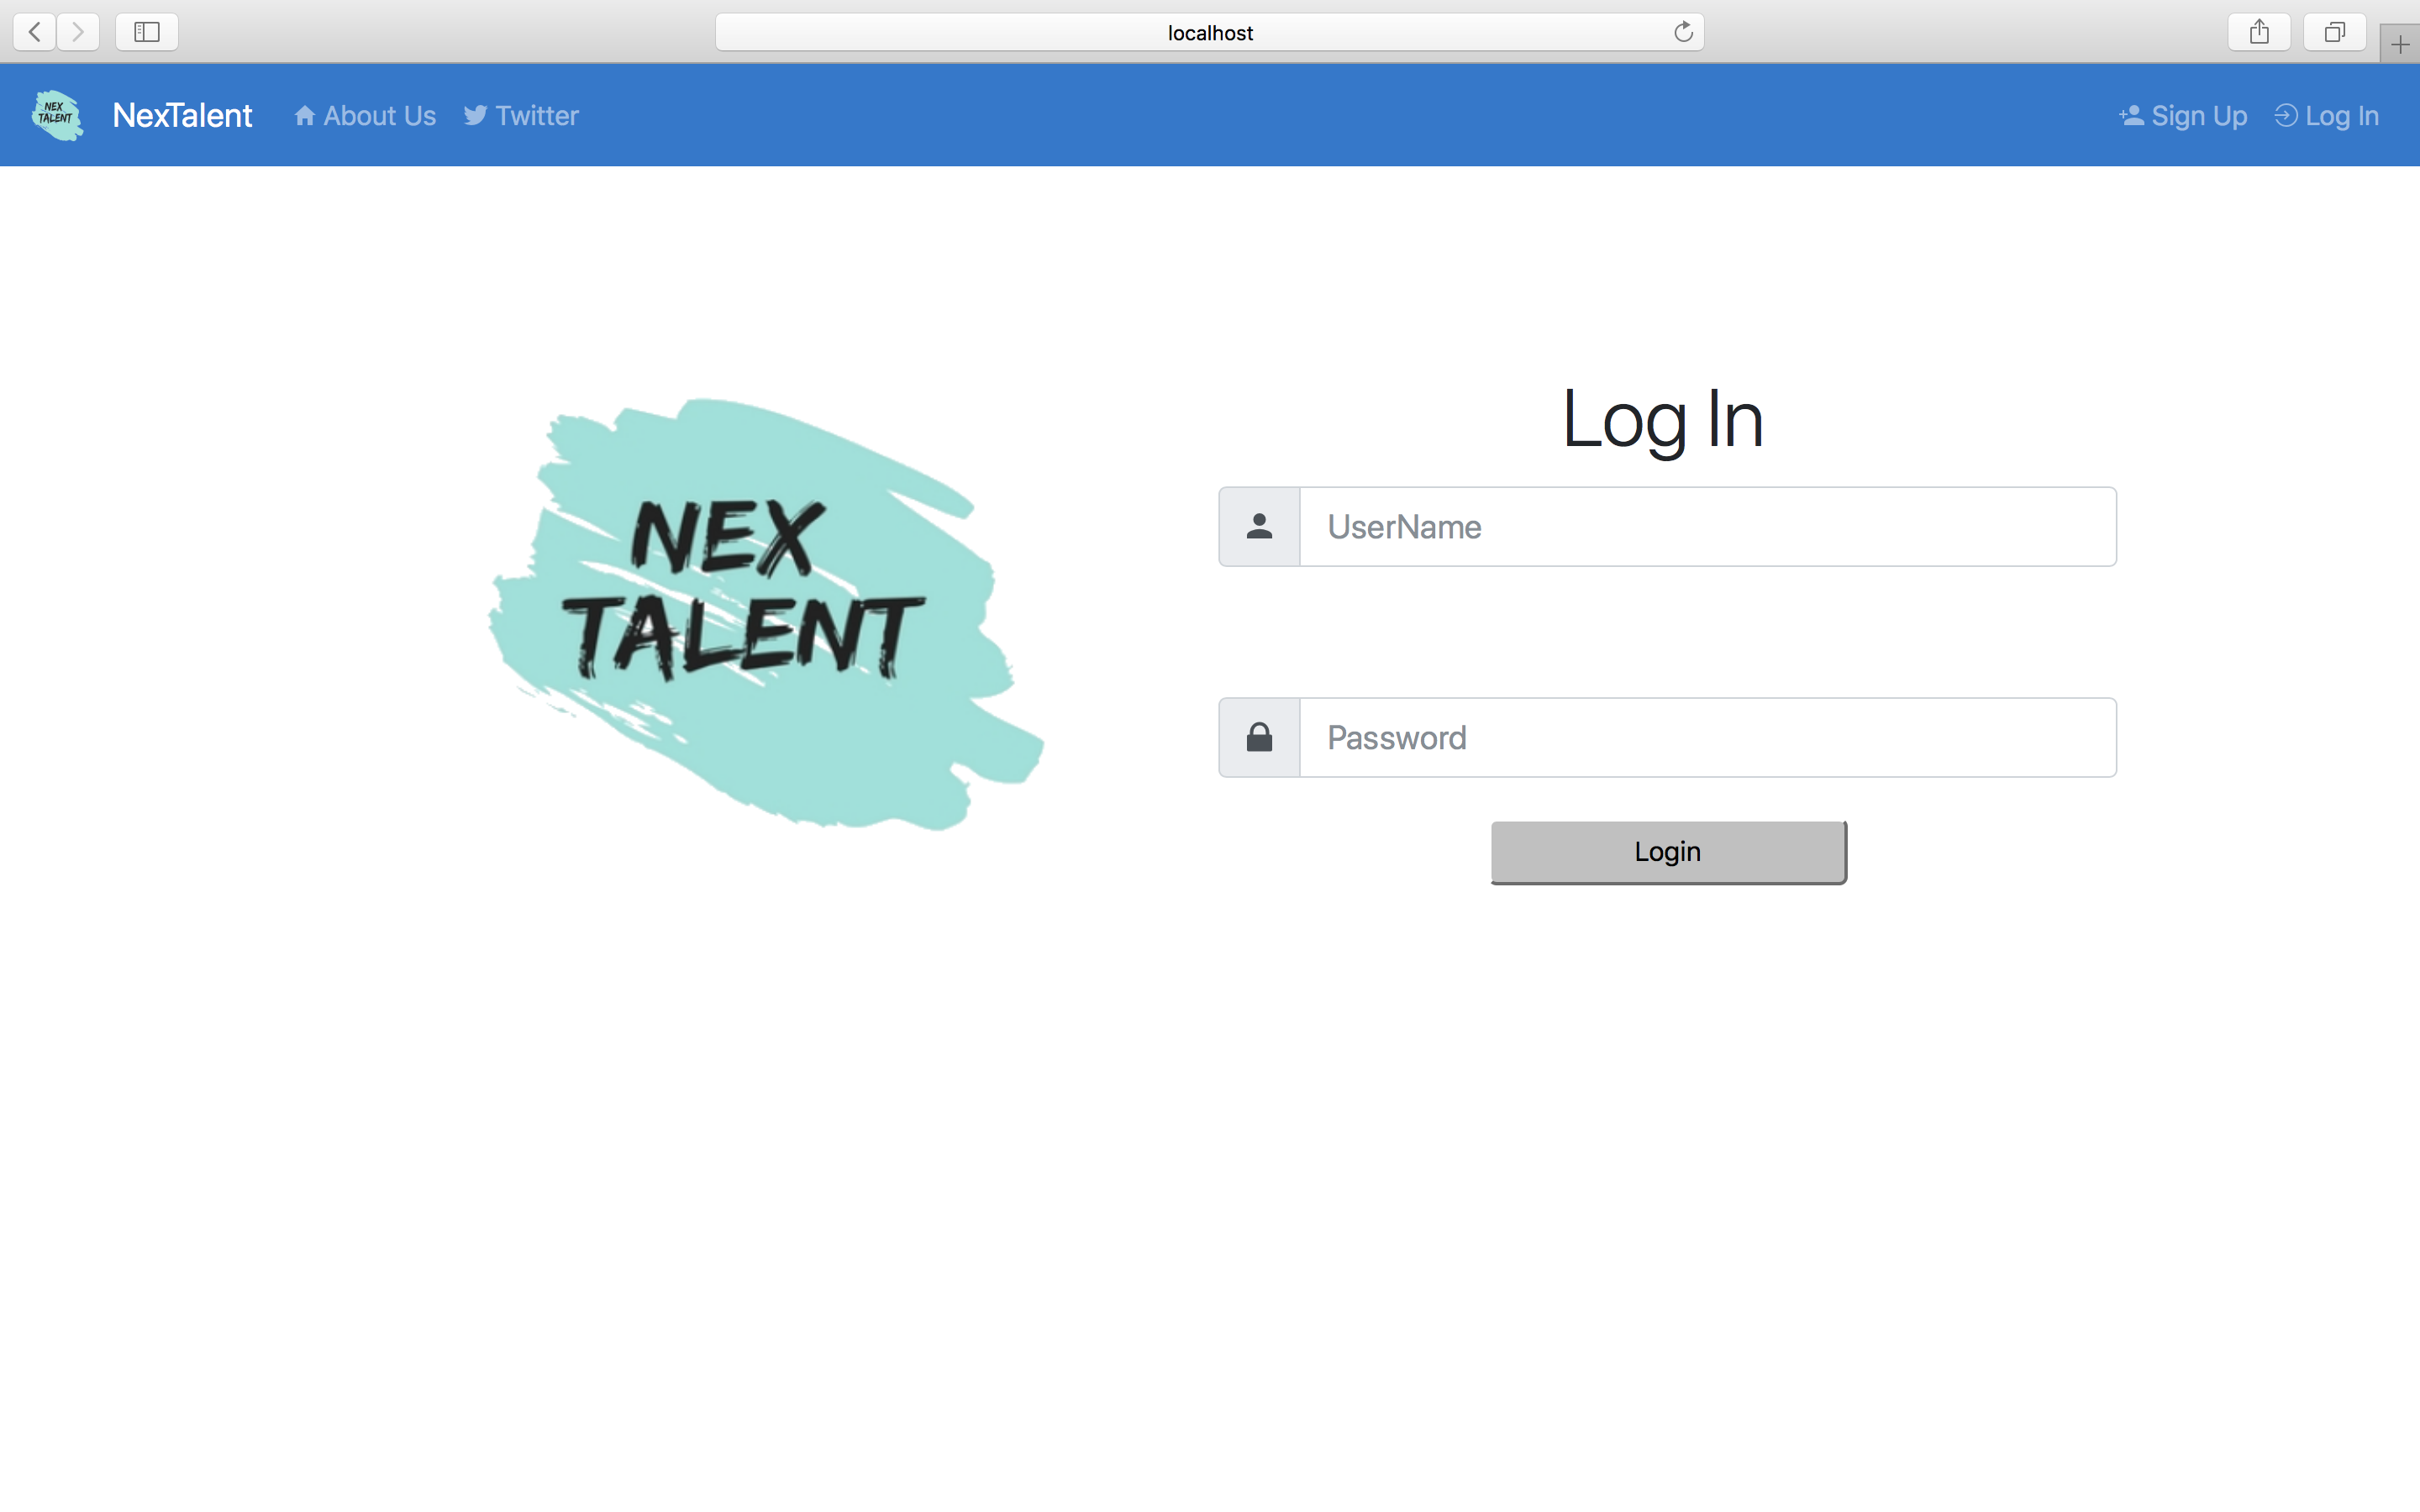 localhost
NEX
TALENT
NexTalent
About Us
Twitter
Sign Up
Log In
NEX
TALENT
Log In
UserName
Password
Login